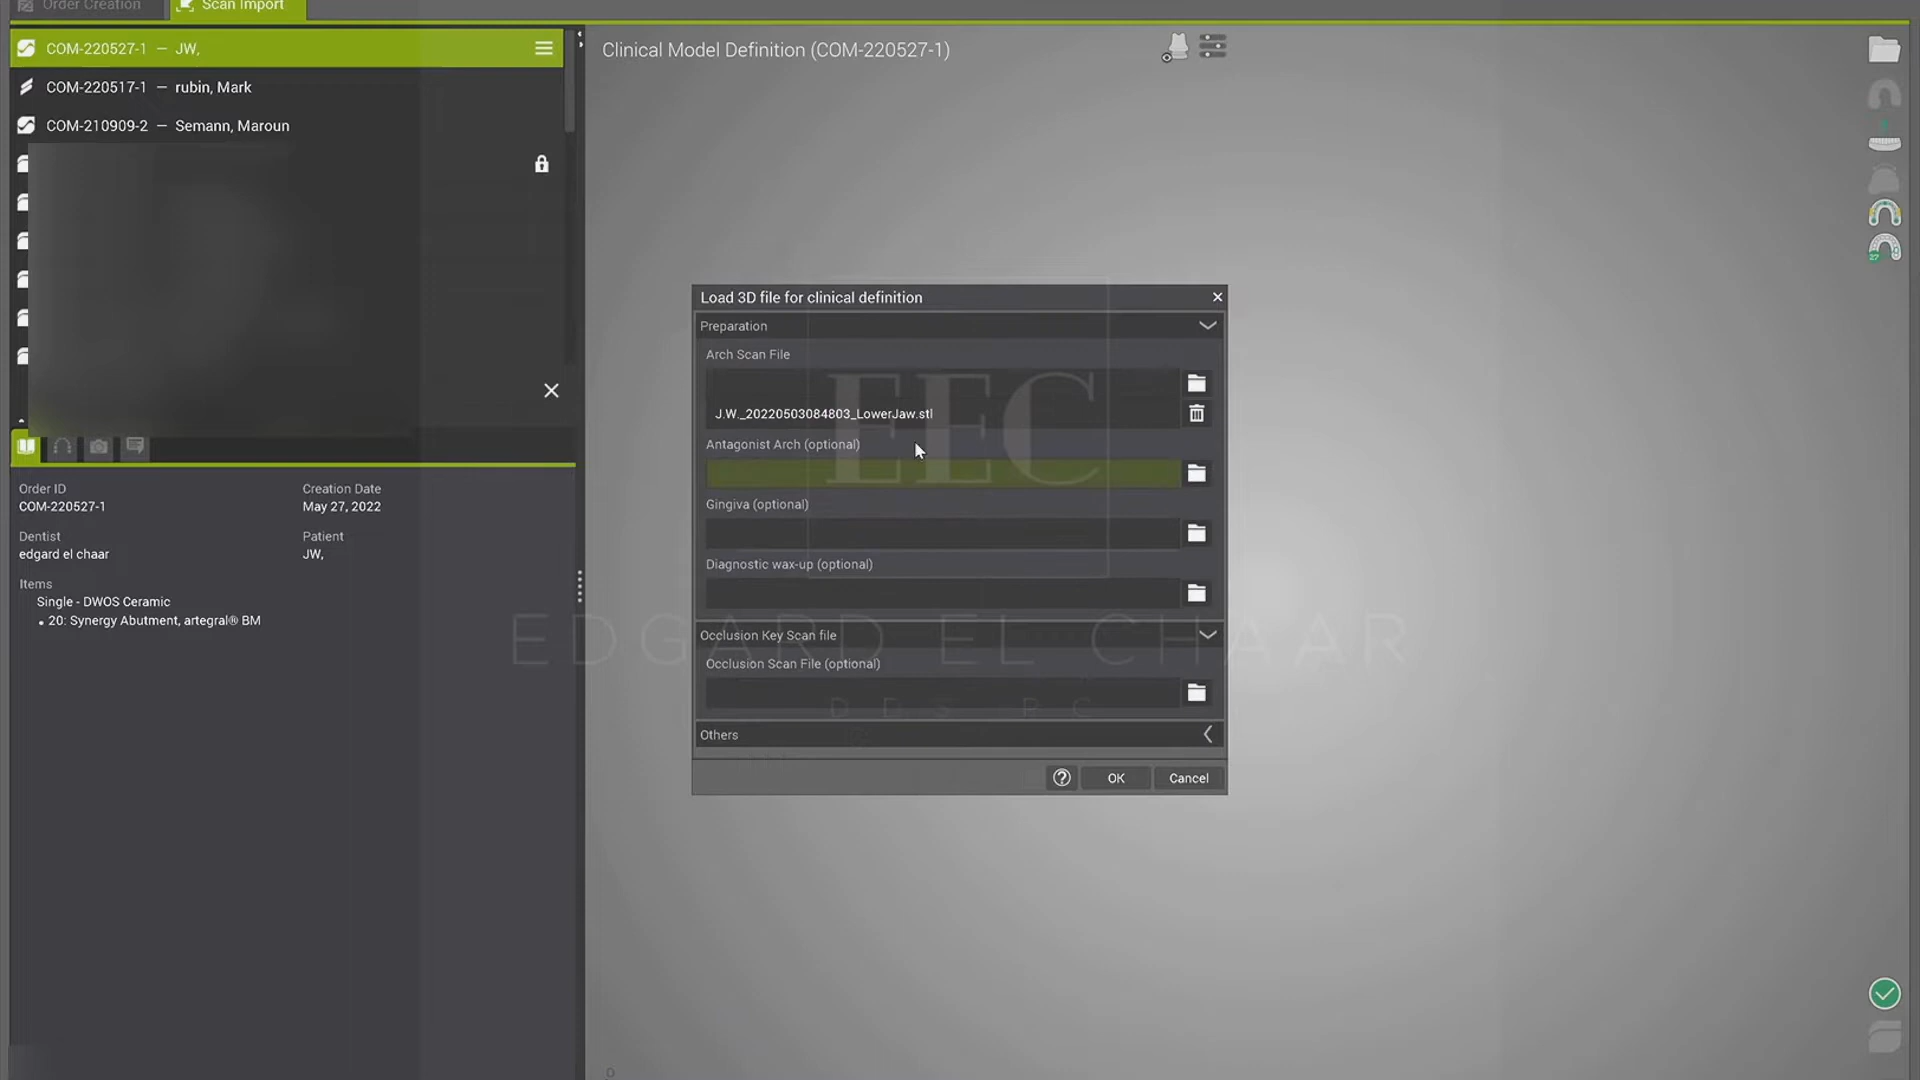 Order Creation
Scan Import
COM-220527-1 — JW,
COM-220517-1 — rubin, Mark
COM-210909-2 — Semann, Maroun
Clinical Model Definition (COM-220527-1)
Load 3D file for clinical definition
Preparation
Arch Scan File
J.W._20220503084803_LowerJaw.stl
Antagonist Arch (optional)
Gingiva (optional)
Diagnostic wax-up (optional)
Occlusion Key Scan file
Occlusion Scan File (optional)
Others
OK
Cancel
EEC
EDGARD EL CHAAR
DDS PC
Order ID
COM-220527-1
Creation Date
May 27, 2022
Dentist
edgard el chaar
Patient
JW,
Items
Single - DWOS Ceramic
• 20: Synergy Abutment, artegral® BM
27